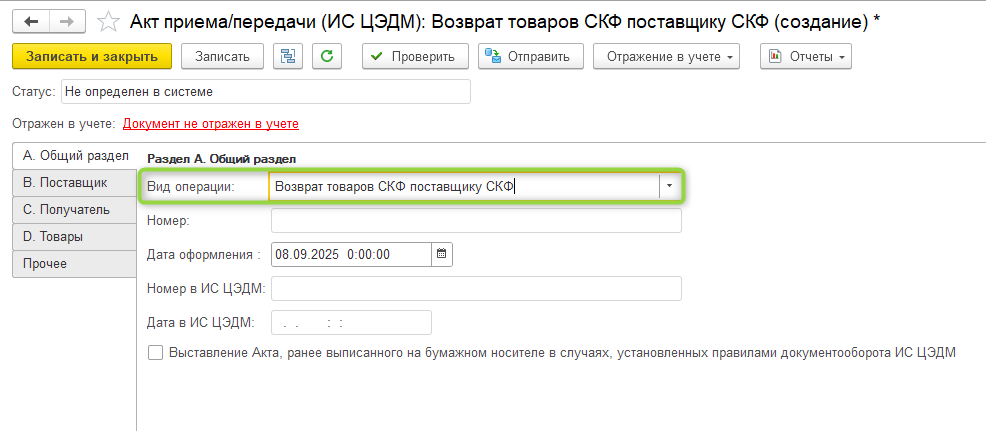 Акт приема/передачи (ИС ЦЭДМ): Возврат товаров СКФ поставщику СКФ (создание) *
Записать и закрыть Записать Проверить Отправить Отражение в учете Отчеты
Статус: Не определен в системе
Отражен в учете: Документ не отражен в учете
А. Общий раздел
В. Поставщик
С. Получатель
D. Товары
Прочее
Раздел А. Общий раздел
Вид операции: Возврат товаров СКФ поставщику СКФ
Номер:
Дата оформления : 08.09.2025 0:00:00
Номер в ИС ЦЭДМ:
Дата в ИС ЦЭДМ: . . : :
Выставление Акта, ранее выписанного на бумажном носителе в случаях, установленных правилами документооборота ИС ЦЭДМ